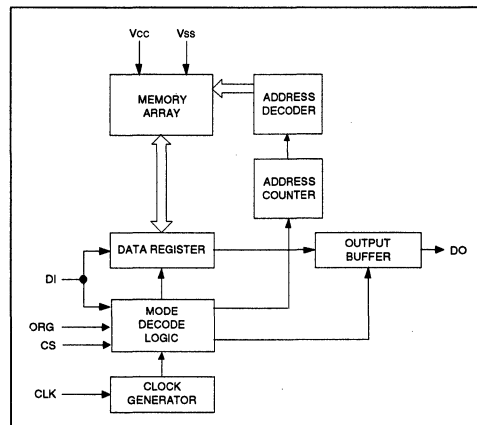 Vcc Vss
MEMORY
ARRAY
ADDRESS
DECODER
ADDRESS
COUNTER
DATA REGISTER
OUTPUT
BUFFER
DO
DI
MODE
DECODE
LOGIC
ORG
CS
CLK
CLOCK
GENERATOR